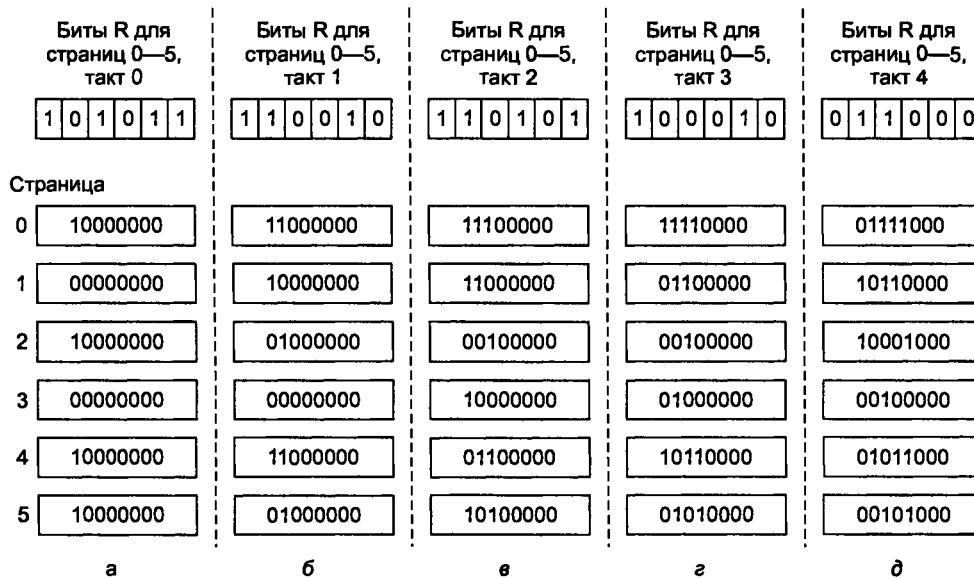 Биты R для страниц 0—5, такт 0
Биты R для страниц 0—5, такт 1
Биты R для страниц 0—5, такт 2
Биты R для страниц 0—5, такт 3
Биты R для страниц 0—5, такт 4
1 0 1 0 1 1
1 1 0 0 1 0
1 1 0 1 0 1
1 0 0 0 1 0
0 1 1 0 0 0
Страница
0 10000000 11000000 11100000 11110000 01111000
1 00000000 10000000 11000000 01100000 10110000
2 10000000 01000000 00100000 00100000 10001000
3 00000000 00000000 10000000 01000000 00100000
4 10000000 11000000 01100000 10110000 01011000
5 10000000 01000000 10100000 01010000 00101000
а б в г д